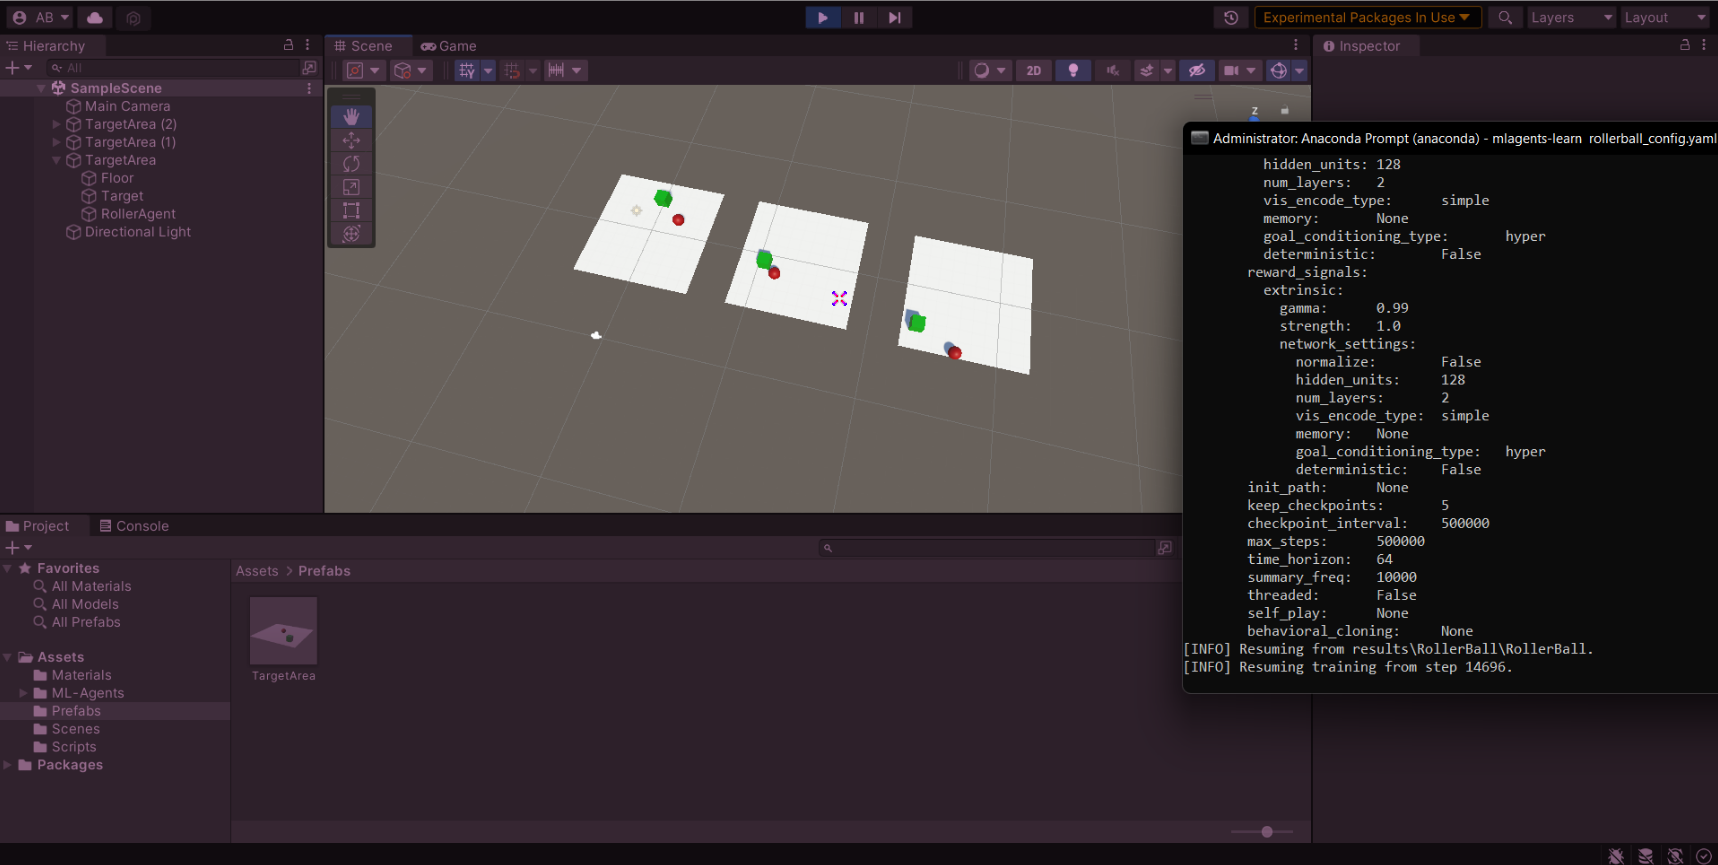 AB
Experimental Packages In Use
Layers
Layout
Hierarchy
All
SampleScene
Main Camera
TargetArea (2)
TargetArea (1)
TargetArea
Floor
Target
RollerAgent
Directional Light
Scene
Game
2D
Z
Inspector
Administrator: Anaconda Prompt (anaconda) - mlagents-learn rollerball_config.yaml
hidden_units: 128
num_layers: 2
vis_encode_type: simple
memory: None
goal_conditioning_type: hyper
deterministic: False
reward_signals:
extrinsic:
gamma: 0.99
strength: 1.0
network_settings:
normalize: False
hidden_units: 128
num_layers: 2
vis_encode_type: simple
memory: None
goal_conditioning_type: hyper
deterministic: False
init_path: None
keep_checkpoints: 5
checkpoint_interval: 500000
max_steps: 500000
time_horizon: 64
summary_freq: 10000
threaded: False
self_play: None
behavioral_cloning: None
[INFO] Resuming from results\RollerBall\RollerBall.
[INFO] Resuming training from step 14696.
Project
Console
Favorites
All Materials
All Models
All Prefabs
Assets
Materials
ML-Agents
Prefabs
Scenes
Scripts
Packages
Assets > Prefabs
TargetArea